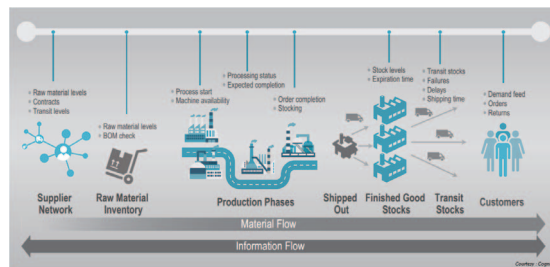 Raw material levels
Contracts
Transit levels
Raw material levels
BOM check
Process start
Machine availability
Processing status
Expected completion
Order completion
Stocking
Stock levels
Expiration time
Transit stocks
Failures
Delays
Shipping time
Demand feed
Orders
Returns
Supplier
Network
Raw Material
Inventory
Production Phases
Shipped
Out
Finished Good
Stocks
Transit
Stocks
Customers
Material Flow
Information Flow